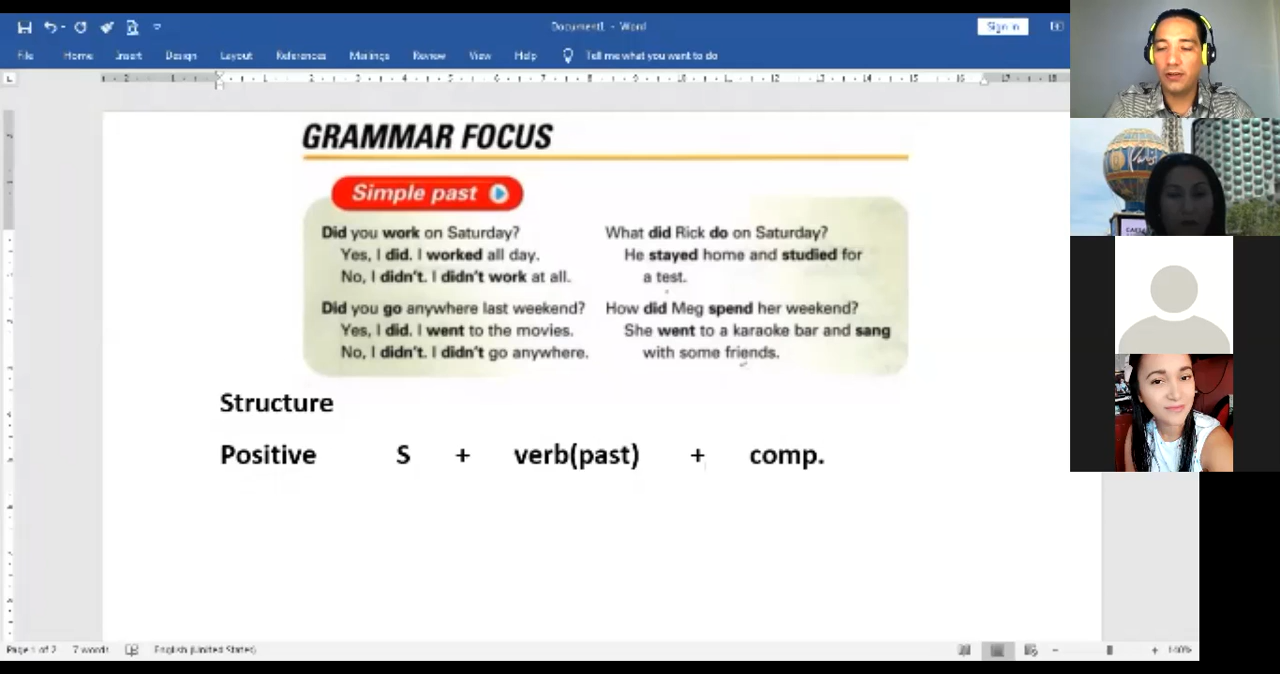 Document1 - Word
Sign in
File Home Insert Design Layout References Mailings Review View Help Tell me what you want to do
GRAMMAR FOCUS
Simple past
Did you work on Saturday?
Yes, I did. I worked all day.
No, I didn't. I didn't work at all.
Did you go anywhere last weekend?
Yes, I did. I went to the movies.
No, I didn't. I didn't go anywhere.
What did Rick do on Saturday?
He stayed home and studied for
a test.
How did Meg spend her weekend?
She went to a karaoke bar and sang
with some friends.
Structure
Positive S + verb(past) + comp.
Page 1 of 2 7 words English (United States) 140%